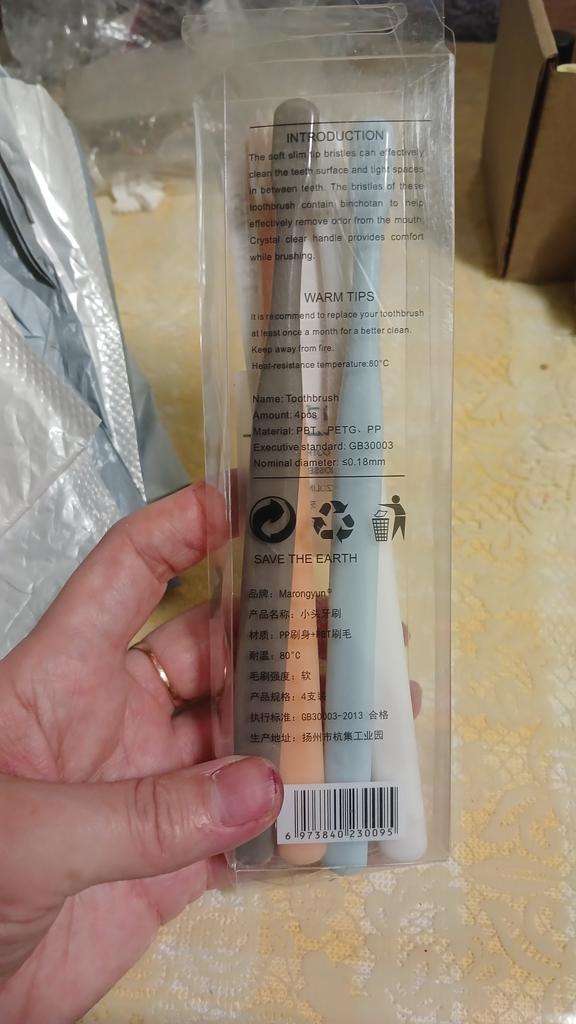 INTRODUCTION
The soft slim tip bristles can effectively
clean the teeth surface and tight spaces
in between teeth. The bristles of these
toothbrush contain binchotan to help
effectively remove odor from the mouth;
Crystal clear handle provides comfort
while brushing.
WARM TIPS
It is recommend to replace your toothbrush
at least once a month for a better clean.
Keep away from fire.
Heat-resistance temperature:80°C
Name: Toothbrush
Amount: 4pcs
Material: PBT、PETG、PP
Executive standard: GB30003
Nominal diameter: ≤0.18mm
SAVE THE EARTH
品牌：Marongyun®
产品名称：小头牙刷
材质：PP刷身+PBT刷毛
耐温：80°C
毛刷强度：软
产品规格：4支装
执行标准：GB30003-2013 合格
生产地址：扬州市杭集工业园
6 973840 230095